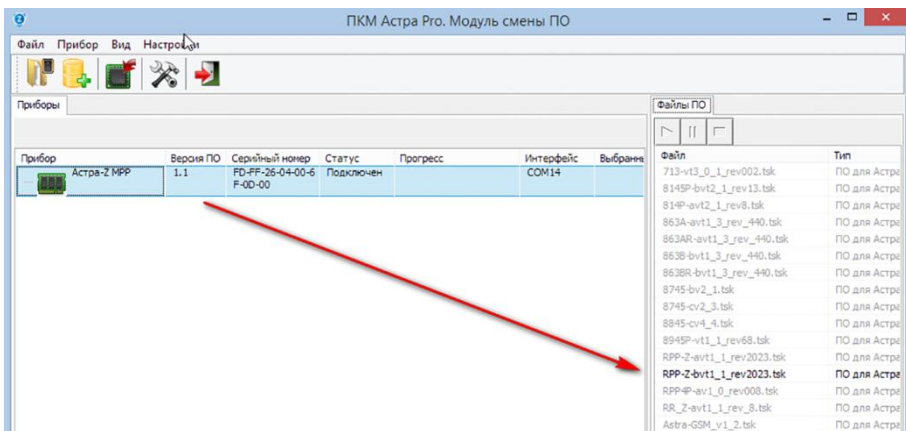 ПКМ Астра Pro. Модуль смены ПО
Файл Прибор Вид Настройки
Приборы
Файлы ПО
Прибор Версия ПО Серийный номер Статус Прогресс Интерфейс Выбранн
Файл Тип
Астра-Z МРР 1.1 FD-FF-26-04-00-6 Подключен COM14
F-0D-00
713-vt3_0_1_rev002.tsk ПО для Астра
8145P-bvt2_1_rev13.tsk ПО для Астра
814P-avt2_1_rev8.tsk ПО для Астра
863A-avt1_3_rev_440.tsk ПО для Астра
863AR-avt1_3_rev_440.tsk ПО для Астра
863B-bvt1_3_rev_440.tsk ПО для Астра
863BR-bvt1_3_rev_440.tsk ПО для Астра
8745-bv2_1.tsk ПО для Астра
8745-cv2_3.tsk ПО для Астра
8845-cv4_4.tsk ПО для Астра
8945P-vt1_1_rev68.tsk ПО для Астра
RPP-Z-avt1_1_rev2023.tsk ПО для Астра
RPP-Z-bvt1_1_rev2023.tsk ПО для Астра
RPP4P-av1_0_rev008.tsk ПО для Астра
RR_Z-avt1_1_rev_8.tsk ПО для Астра
Astra-GSM_v1_2.tsk ПО для Астра